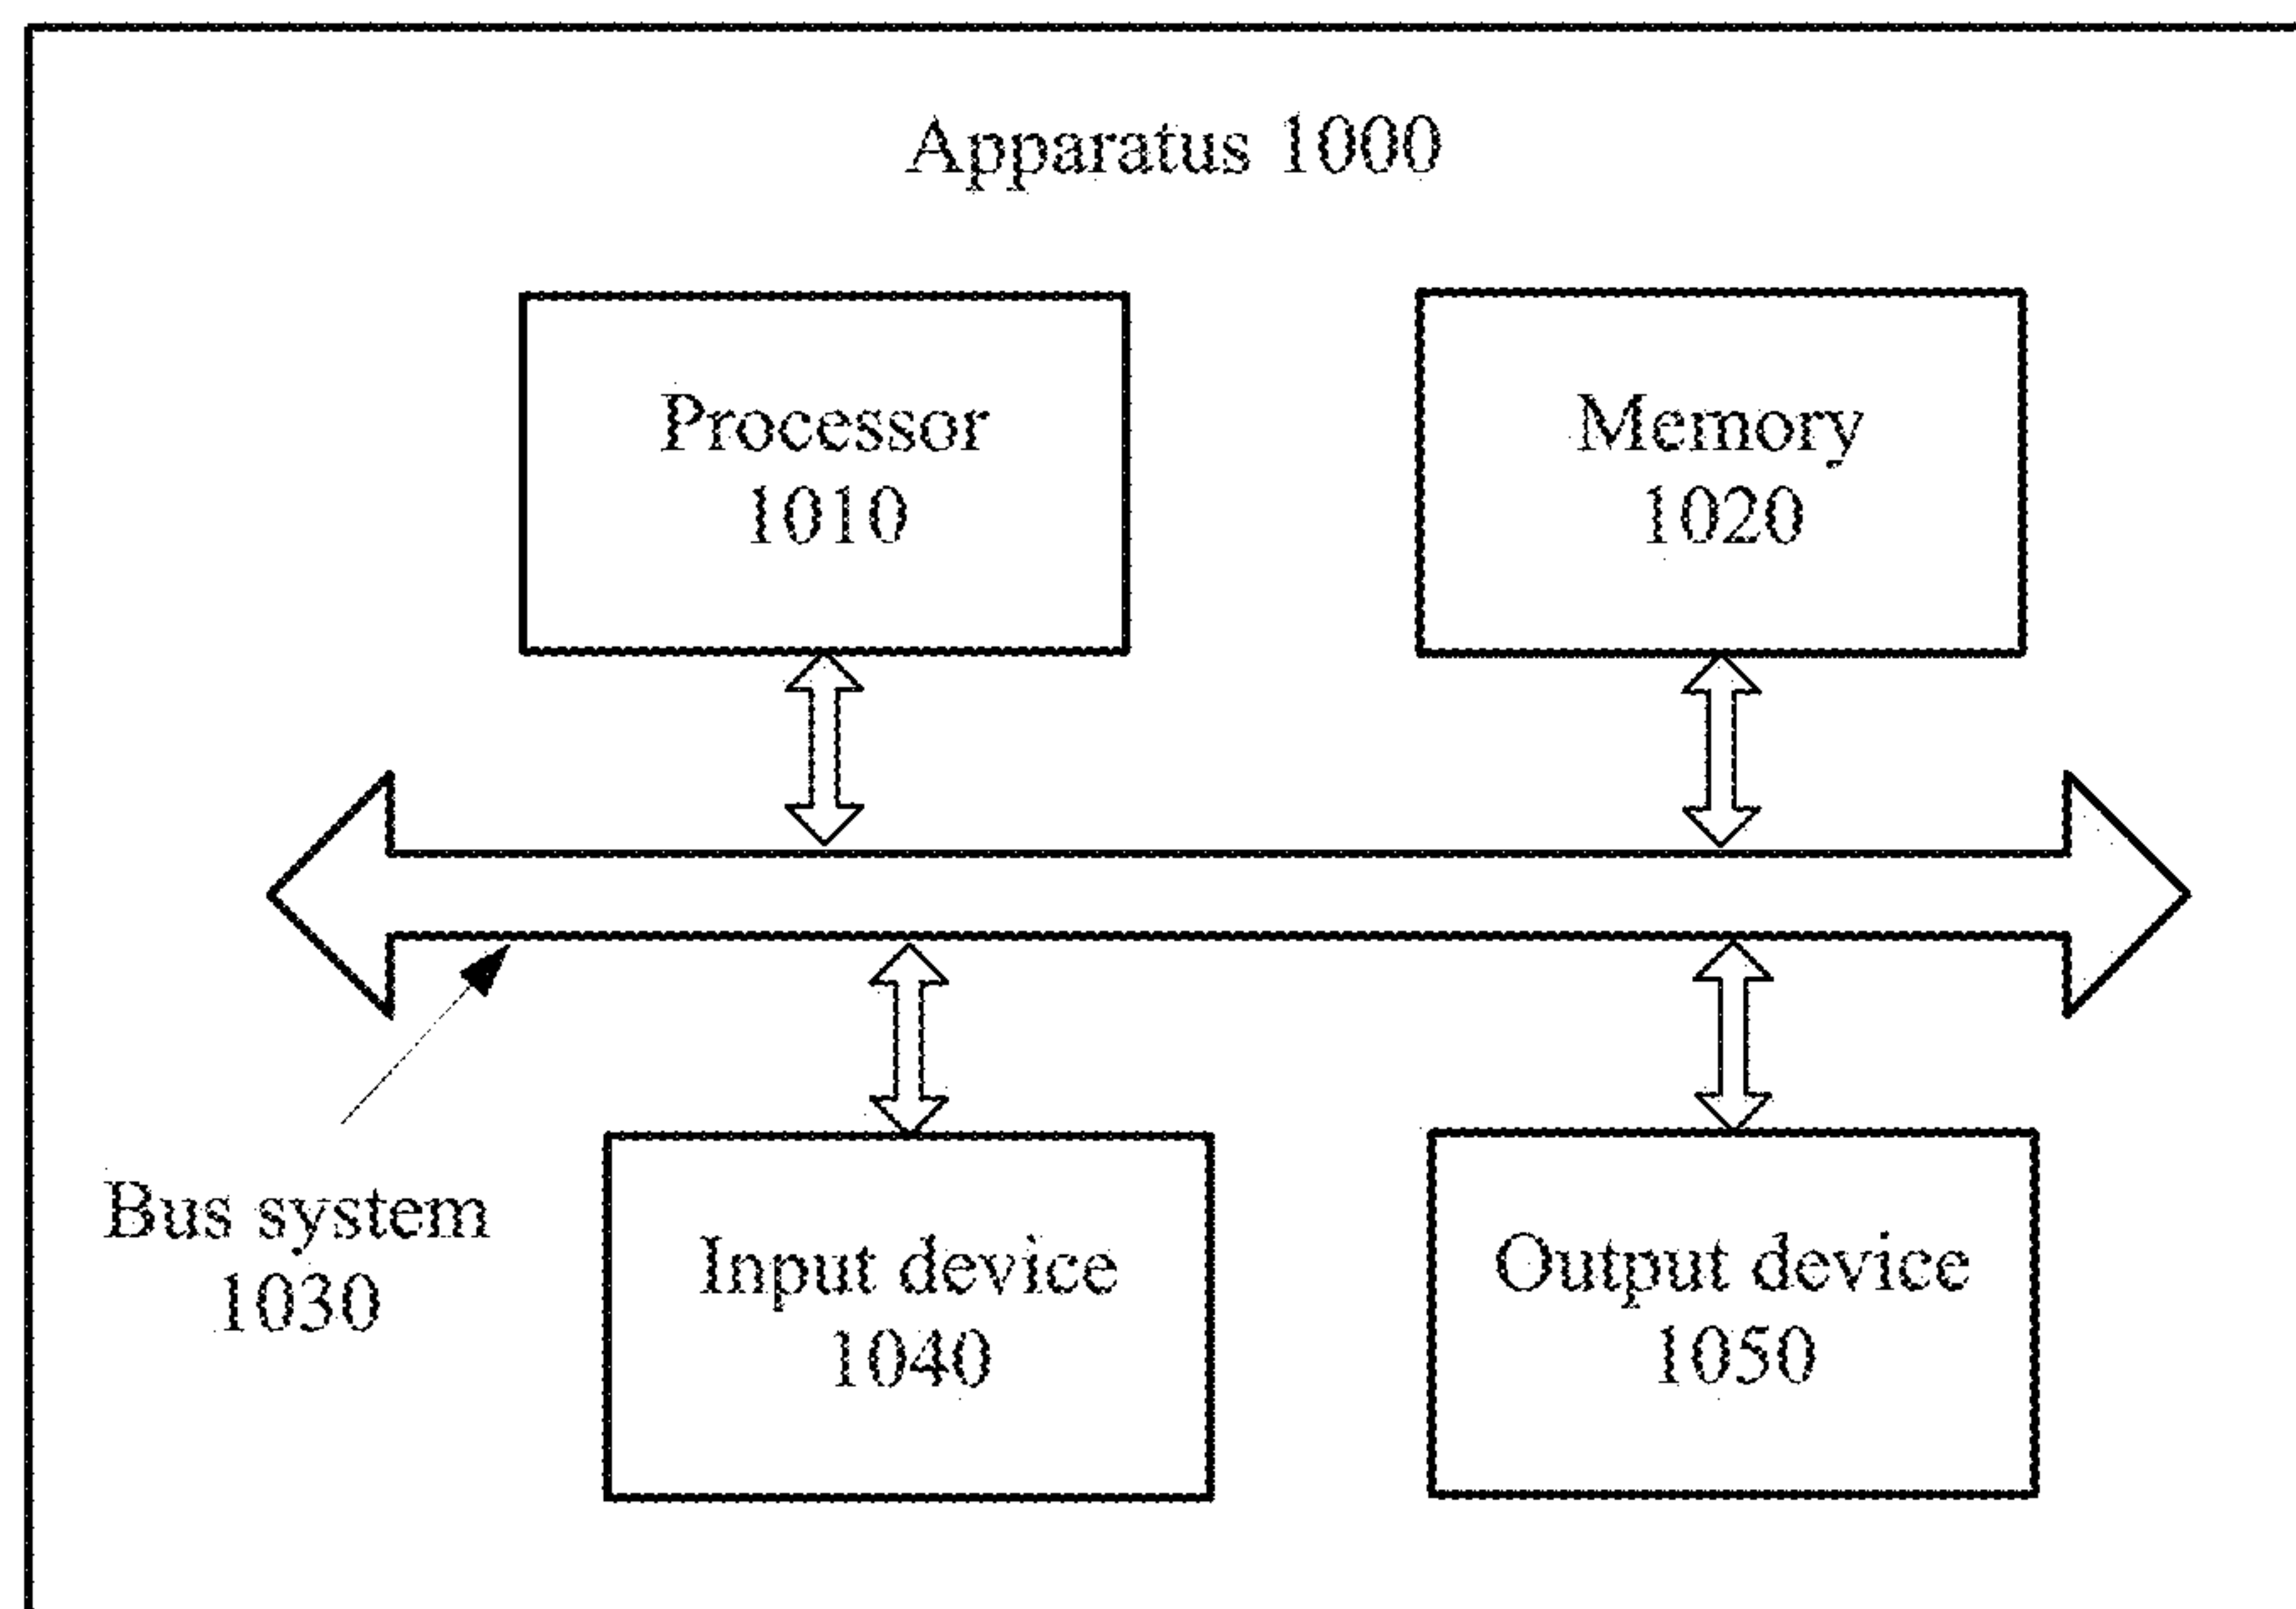 Apparatus 1000
Processor
1010
Memory
1020
Bus system
1030
Input device
1040
Output device
1050